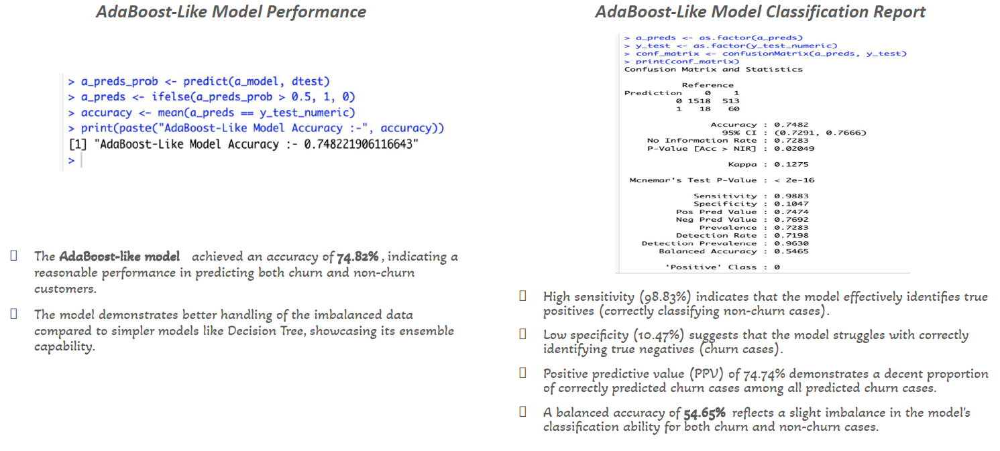 AdaBoost-Like Model Performance
> a_preds_prob <- predict(a_model, dtest)
> a_preds <- ifelse(a_preds_prob > 0.5, 1, 0)
> accuracy <- mean(a_preds == y_test_numeric)
> print(paste("AdaBoost-Like Model Accuracy :-", accuracy))
[1] "AdaBoost-Like Model Accuracy :- 0.748221906116643"
>
The AdaBoost-like model achieved an accuracy of 74.82%, indicating a
reasonable performance in predicting both churn and non-churn
customers.
The model demonstrates better handling of the imbalanced data
compared to simpler models like Decision Tree, showcasing its ensemble
capability.
AdaBoost-Like Model Classification Report
> a_preds <- as.factor(a_preds)
> y_test <- as.factor(y_test_numeric)
> conf_matrix <- confusionMatrix(a_preds, y_test)
> print(conf_matrix)
Confusion Matrix and Statistics
Reference
Prediction 0 1
0 1518 513
1 18 60
Accuracy : 0.7482
95% CI : (0.7291, 0.7666)
No Information Rate : 0.7283
P-Value [Acc > NIR] : 0.02049
Kappa : 0.1275
Mcnemar's Test P-Value : < 2e-16
Sensitivity : 0.9883
Specificity : 0.1047
Pos Pred Value : 0.7474
Neg Pred Value : 0.7692
Prevalence : 0.7283
Detection Rate : 0.7198
Detection Prevalence : 0.9630
Balanced Accuracy : 0.5465
'Positive' Class : 0
High sensitivity (98.83%) indicates that the model effectively identifies true
positives (correctly classifying non-churn cases).
Low specificity (10.47%) suggests that the model struggles with correctly
identifying true negatives (churn cases).
Positive predictive value (PPV) of 74.74% demonstrates a decent proportion
of correctly predicted churn cases among all predicted churn cases.
A balanced accuracy of 54.65% reflects a slight imbalance in the model's
classification ability for both churn and non-churn cases.